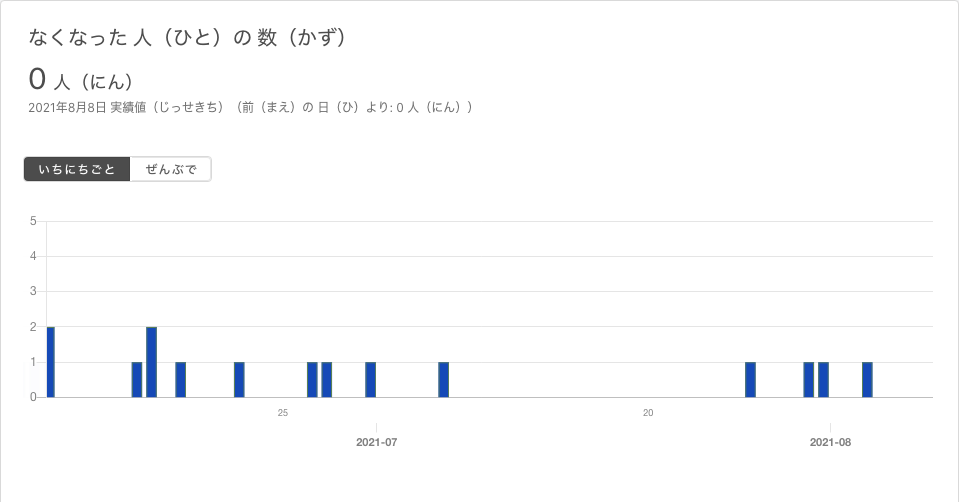 なくなった 人（ひと）の 数（かず）
0 人（にん）
2021年8月8日 実績値（じっせきち）（前（まえ）の 日（ひ）より: 0 人（にん））
いちにちごと ぜんぶで
5
4
3
2
1
0
25 20
2021-07 2021-08